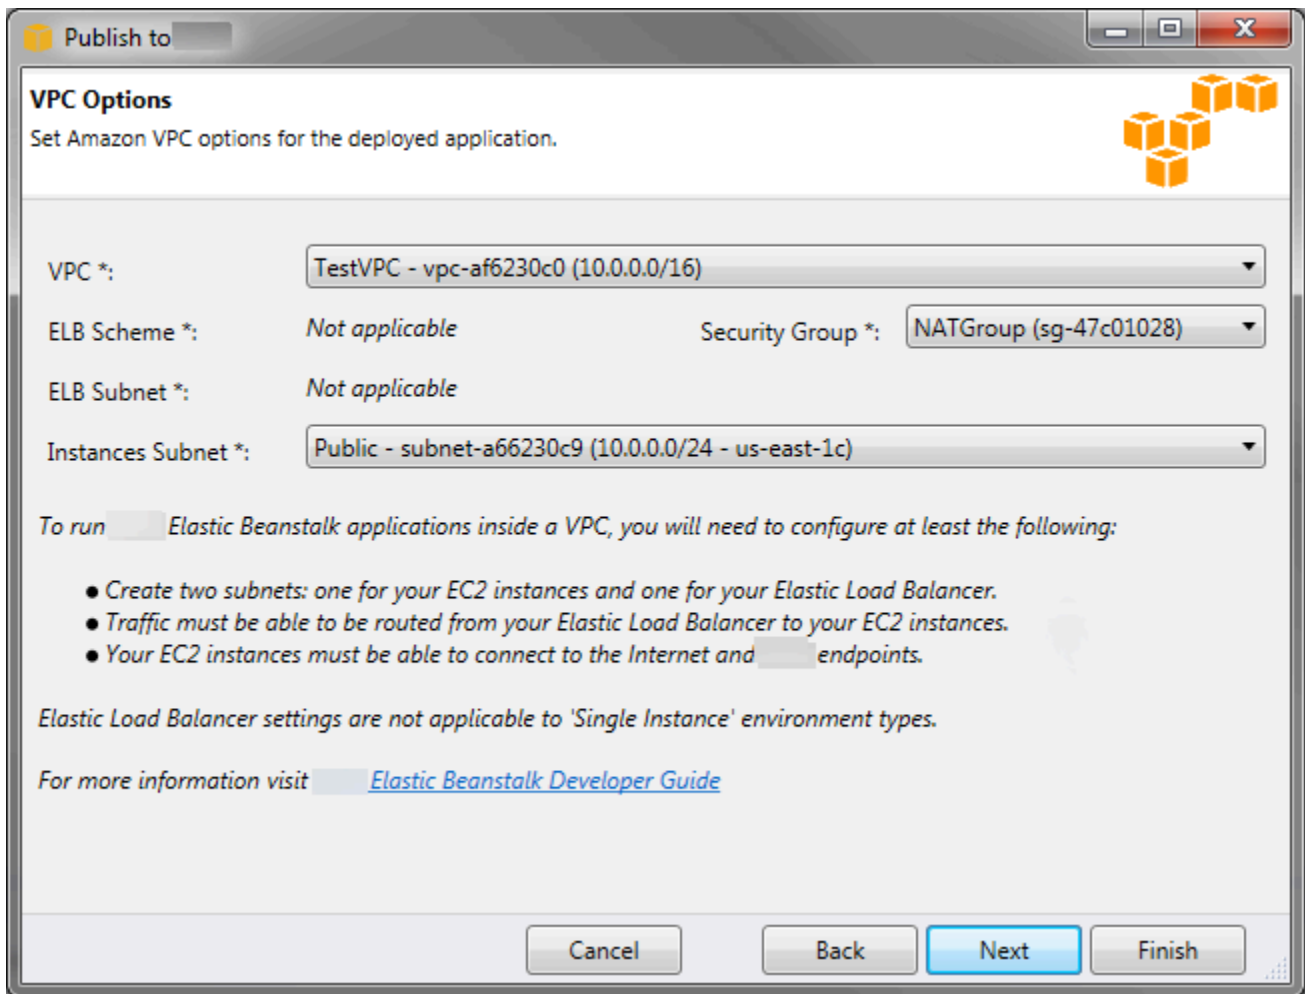 Publish to
VPC Options
Set Amazon VPC options for the deployed application.
VPC *: TestVPC - vpc-af6230c0 (10.0.0.0/16)
ELB Scheme *: Not applicable Security Group *: NATGroup (sg-47c01028)
ELB Subnet *: Not applicable
Instances Subnet *: Public - subnet-a66230c9 (10.0.0.0/24 - us-east-1c)
To run Elastic Beanstalk applications inside a VPC, you will need to configure at least the following:
● Create two subnets: one for your EC2 instances and one for your Elastic Load Balancer.
● Traffic must be able to be routed from your Elastic Load Balancer to your EC2 instances.
● Your EC2 instances must be able to connect to the Internet and endpoints.
Elastic Load Balancer settings are not applicable to 'Single Instance' environment types.
For more information visit Elastic Beanstalk Developer Guide
Cancel Back Next Finish